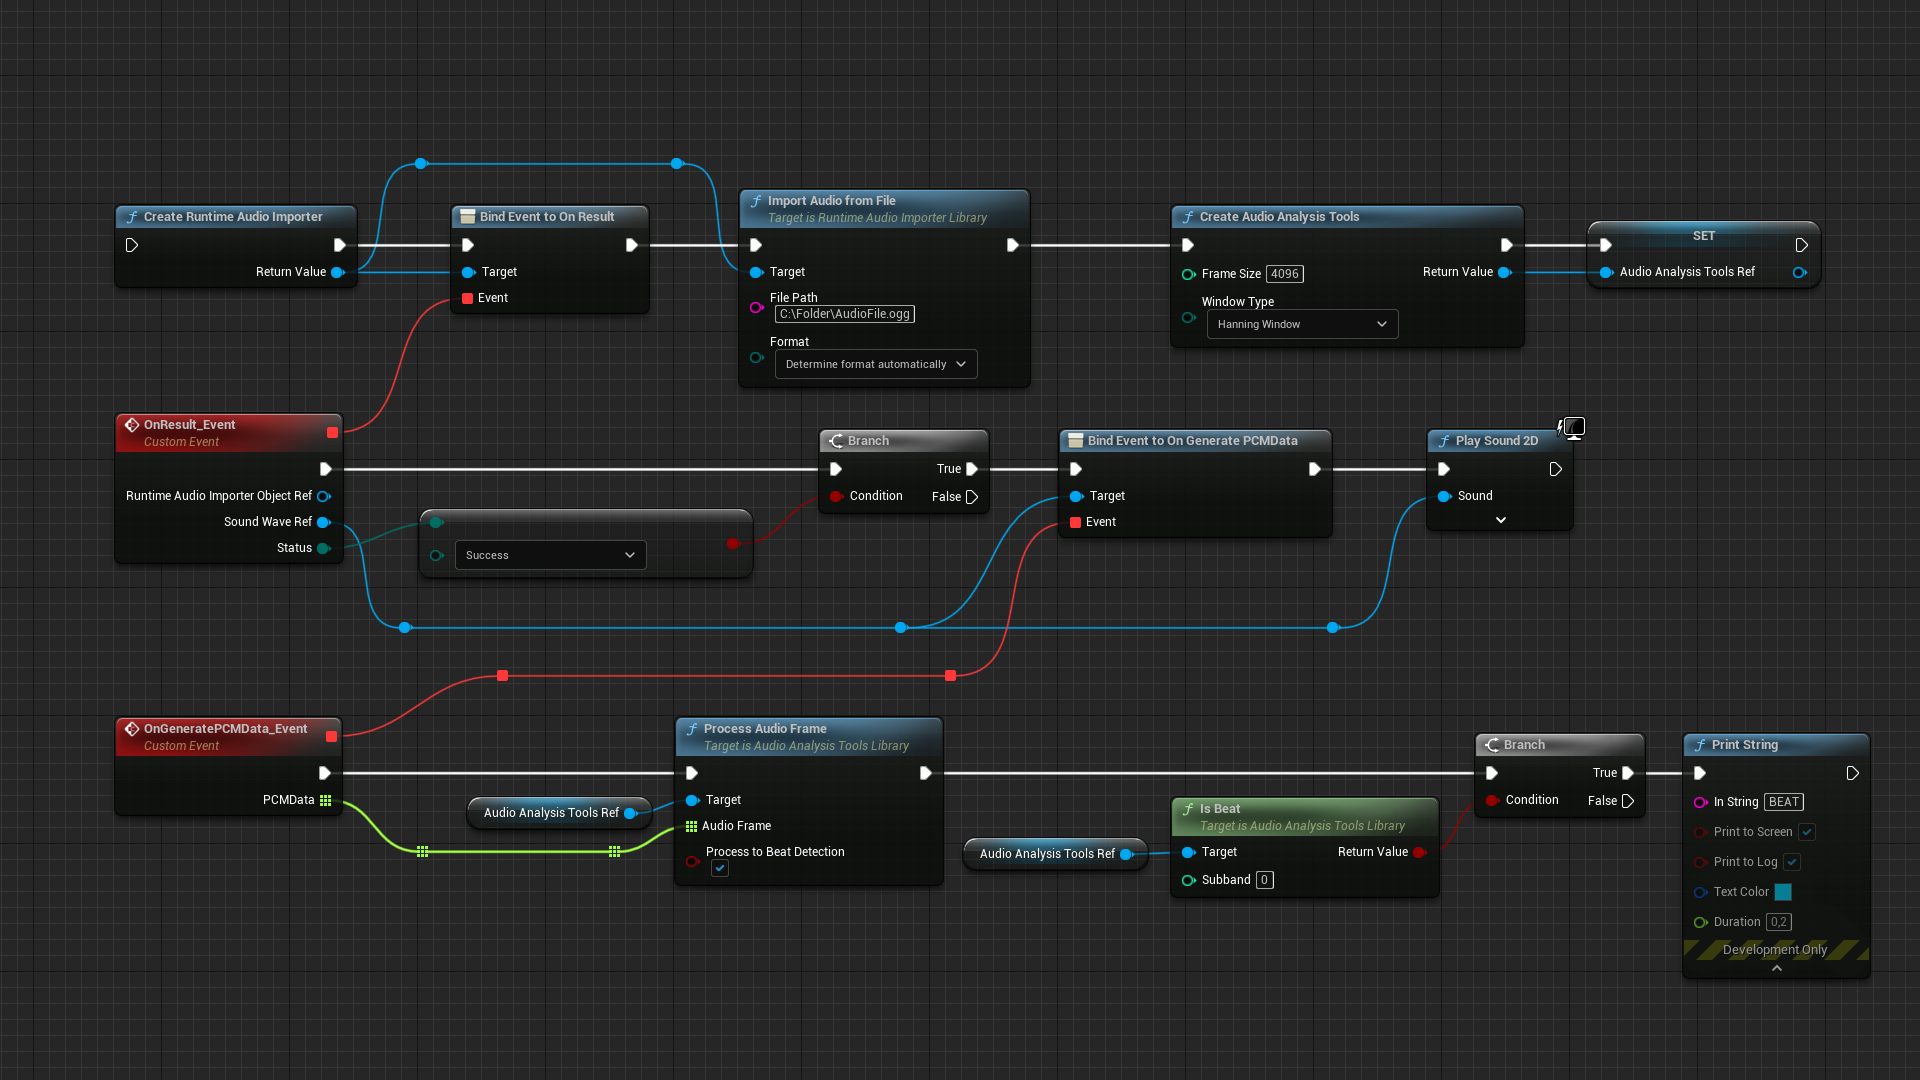 Create Runtime Audio Importer
Return Value
Bind Event to On Result
Target
Event
Import Audio from File
Target is Runtime Audio Importer Library
Target
File Path
C:\Folder\AudioFile.ogg
Format
Determine format automatically
Create Audio Analysis Tools
Frame Size 4096
Return Value
Window Type
Hanning Window
SET
Audio Analysis Tools Ref
OnResult_Event
Custom Event
Runtime Audio Importer Object Ref
Sound Wave Ref
Status
Success
Branch
True
Condition
False
Bind Event to On Generate PCMData
Target
Event
Play Sound 2D
Sound
OnGeneratePCMData_Event
Custom Event
PCMData
Audio Analysis Tools Ref
Process Audio Frame
Target is Audio Analysis Tools Library
Target
Audio Frame
Process to Beat Detection
Audio Analysis Tools Ref
Is Beat
Target is Audio Analysis Tools Library
Target
Return Value
Subband 0
Branch
True
Condition
False
Print String
In String BEAT
Print to Screen
Print to Log
Text Color
Duration 0,2
Development Only